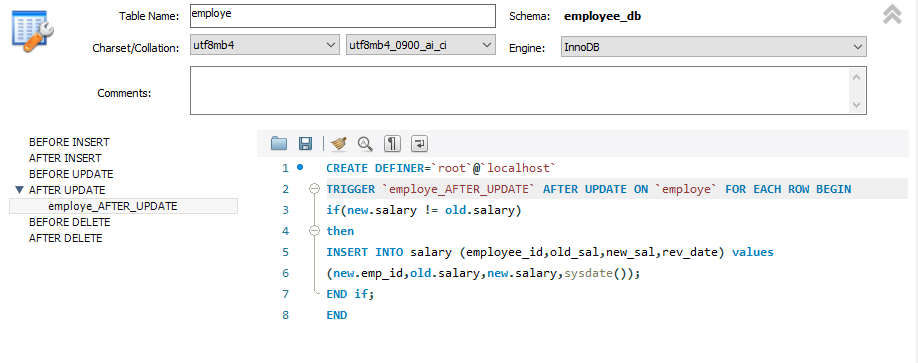 Table Name: employe Schema: employee_db
Charset/Collation: utf8mb4 utf8mb4_0900_ai_ci Engine: InnoDB
Comments:
BEFORE INSERT
AFTER INSERT
BEFORE UPDATE
AFTER UPDATE
employe_AFTER_UPDATE
BEFORE DELETE
AFTER DELETE
1 CREATE DEFINER=`root`@`localhost`
2 TRIGGER `employe_AFTER_UPDATE` AFTER UPDATE ON `employe` FOR EACH ROW BEGIN
3 if(new.salary != old.salary)
4 then
5 INSERT INTO salary (employee_id,old_sal,new_sal,rev_date) values
6 (new.emp_id,old.salary,new.salary,sysdate());
7 END if;
8 END